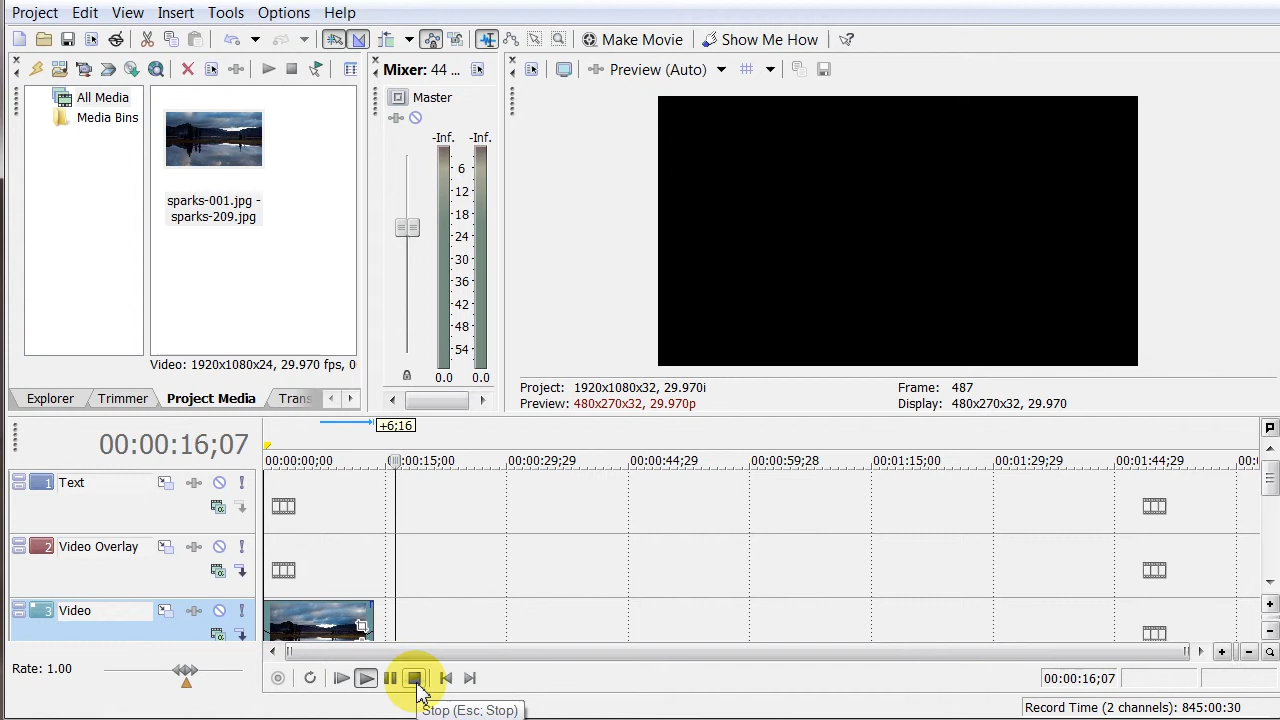 Project Edit View Insert Tools Options Help
Make Movie Show Me How
All Media
Media Bins
sparks-001.jpg -
sparks-209.jpg
Video: 1920x1080x24, 29.970 fps, 0
Explorer Trimmer Project Media Trans
Mixer: 44 ...
Master
-Inf. -Inf.
6
12
18
24
30
36
42
48
54
0.0 0.0
Preview (Auto)
Project: 1920x1080x32, 29.970i
Preview: 480x270x32, 29.970p
Frame: 487
Display: 480x270x32, 29.970
+6;16
00:00:16;07
00:00:00;00 00:00:15;00 00:00:29;29 00:00:44;29 00:00:59;28 00:01:15;00 00:01:29;29 00:01:44;29 00:0
1 Text
2 Video Overlay
3 Video
Rate: 1.00
00:00:16;07
Stop (Esc; Stop)
Record Time (2 channels): 845:00:30